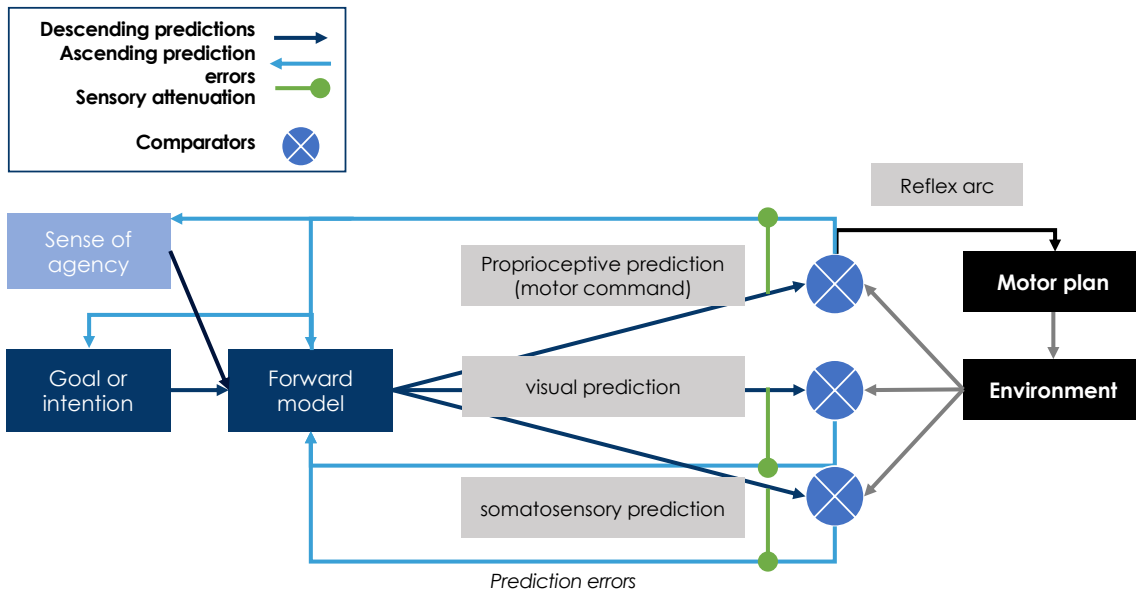 Descending predictions
Ascending prediction
errors
Sensory attenuation
Comparators
Reflex arc
Sense of
agency
Proprioceptive prediction
(motor command)
Motor plan
Goal or
intention
Forward
model
visual prediction
Environment
somatosensory prediction
Prediction errors